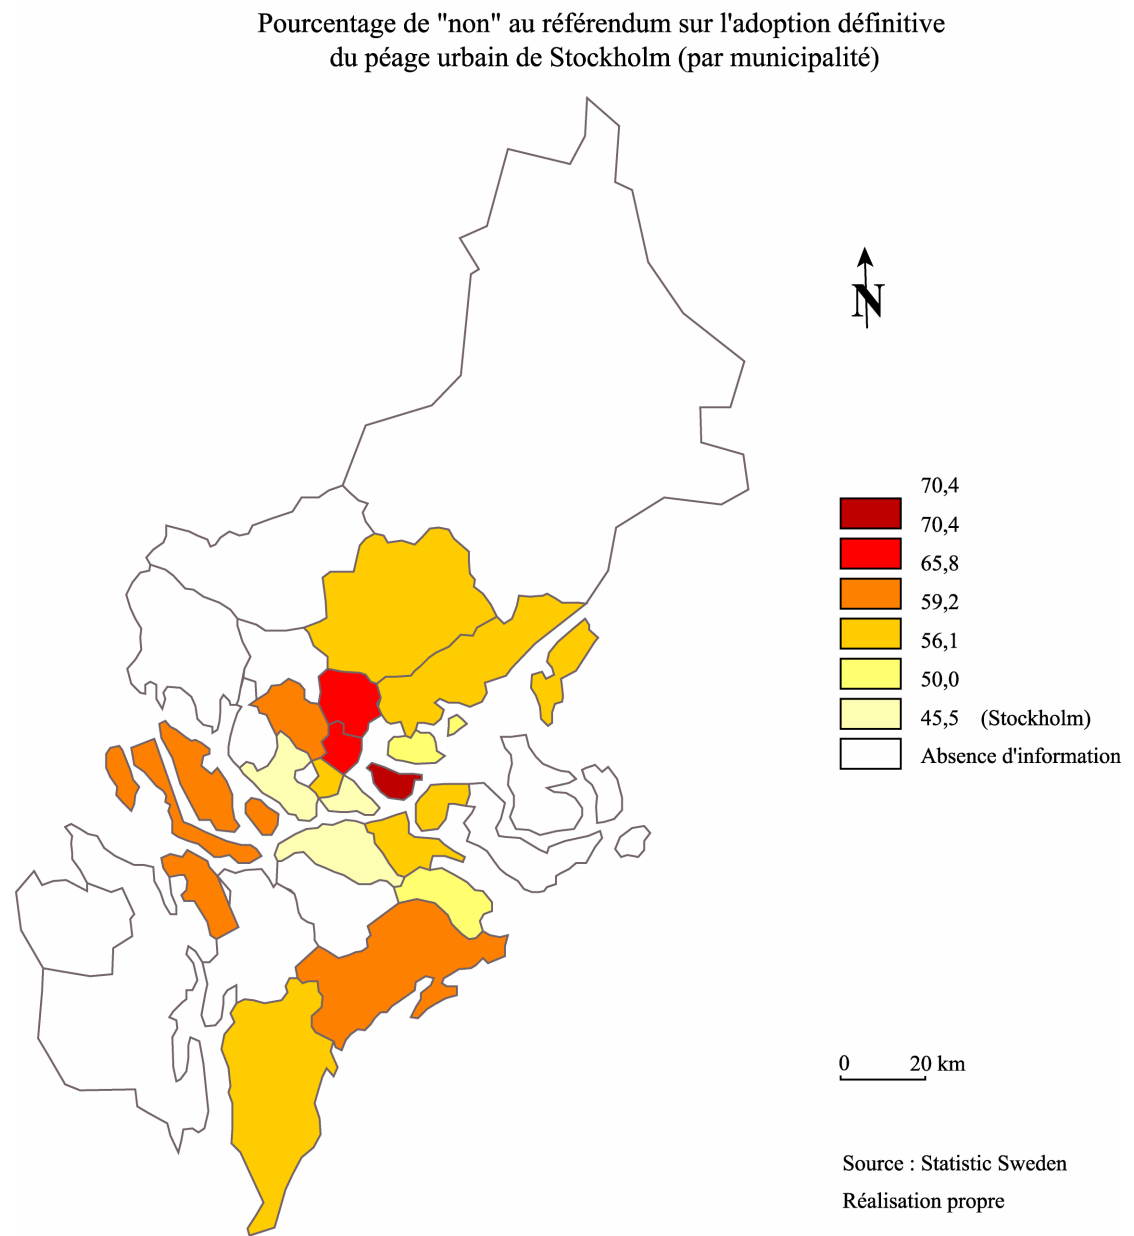 Pourcentage de "non" au référendum sur l'adoption définitive
du péage urbain de Stockholm (par municipalité)
N
70,4
70,4
65,8
59,2
56,1
50,0
45,5 (Stockholm)
Absence d'information
0 20 km
Source : Statistic Sweden
Réalisation propre